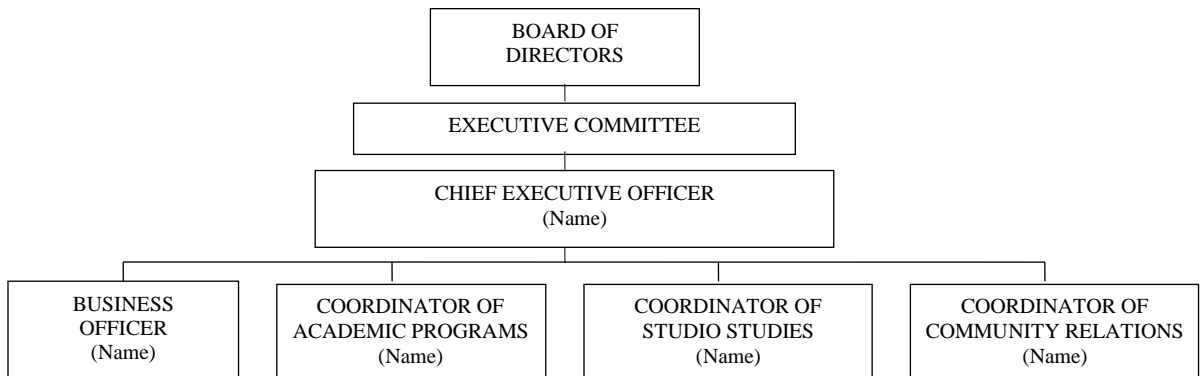 BOARD OF
DIRECTORS
EXECUTIVE COMMITTEE
CHIEF EXECUTIVE OFFICER
(Name)
BUSINESS
OFFICER
(Name)
COORDINATOR OF
ACADEMIC PROGRAMS
(Name)
COORDINATOR OF
STUDIO STUDIES
(Name)
COORDINATOR OF
COMMUNITY RELATIONS
(Name)